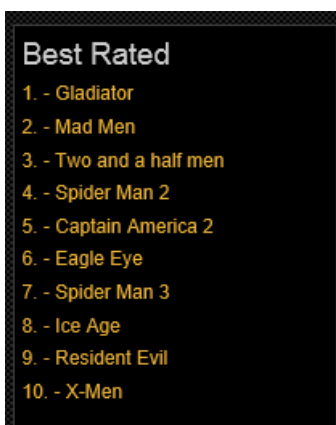 Best Rated
1. - Gladiator
2. - Mad Men
3. - Two and a half men
4. - Spider Man 2
5. - Captain America 2
6. - Eagle Eye
7. - Spider Man 3
8. - Ice Age
9. - Resident Evil
10. - X-Men